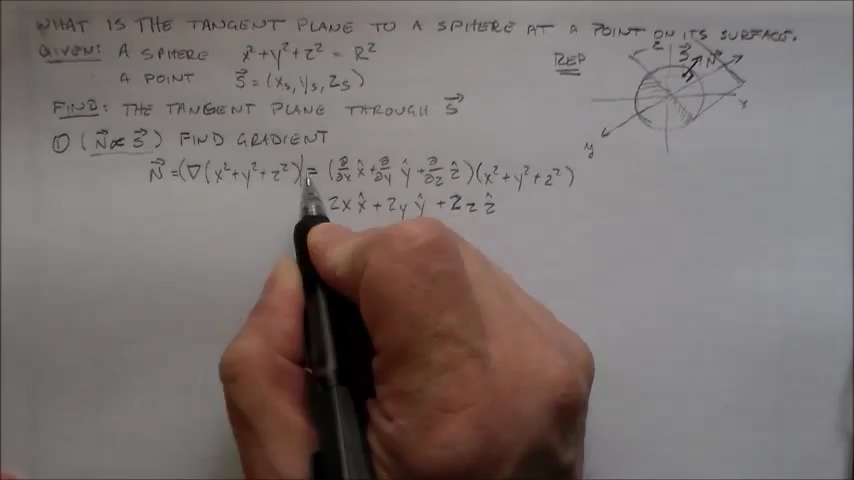 WHAT IS THE TANGENT PLANE TO A SPHERE AT A POINT ON ITS SURFACE.
GIVEN: A SPHERE x²+y²+z² = R²
A POINT S⃗ = (xₛ, yₛ, zₛ)
FIND: THE TANGENT PLANE THROUGH S⃗
① (N⃗ ∝ S⃗) FIND GRADIENT
N⃗ = (∇(x²+y²+z²)| = (∂/∂x x̂ + ∂/∂y ŷ + ∂/∂z ẑ)(x²+y²+z²)
2x x̂ + 2y ŷ + 2z ẑ
REP
z
S⃗
N⃗
x
y